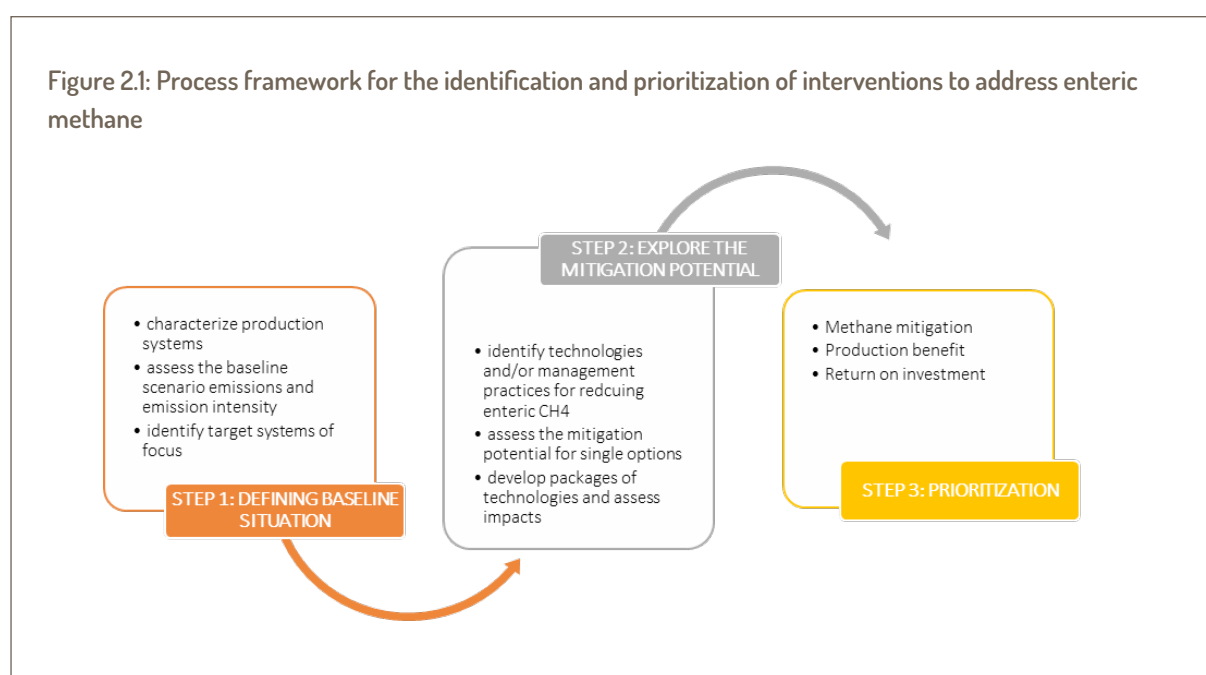 Figure 2.1: Process framework for the identification and prioritization of interventions to address enteric
methane
• characterize production
systems
• assess the baseline
scenario emissions and
emission intensity
• identify target systems of
focus
STEP 1: DEFINING BASELINE
SITUATION
STEP 2: EXPLORE THE
MITIGATION POTENTIAL
• identify technologies
and/or management
practices for redcuing
enteric CH4
• assess the mitigation
potential for single options
• develop packages of
technologies and assess
impacts
• Methane mitigation
• Production benefit
• Return on investment
STEP 3: PRIORITIZATION